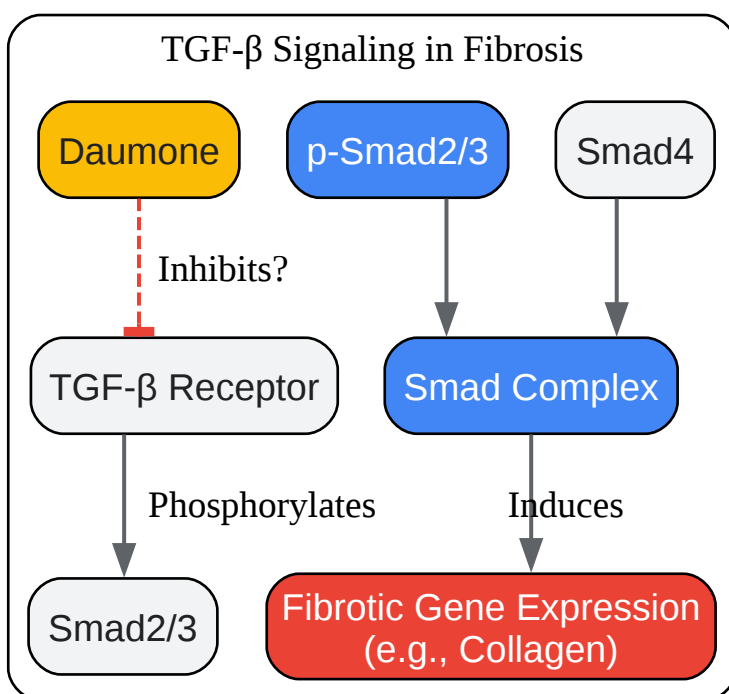 TGF-β Signaling in Fibrosis
Daumone
p-Smad2/3
Smad4
Inhibits?
TGF-β Receptor
Smad Complex
Phosphorylates
Induces
Smad2/3
Fibrotic Gene Expression
(e.g., Collagen)